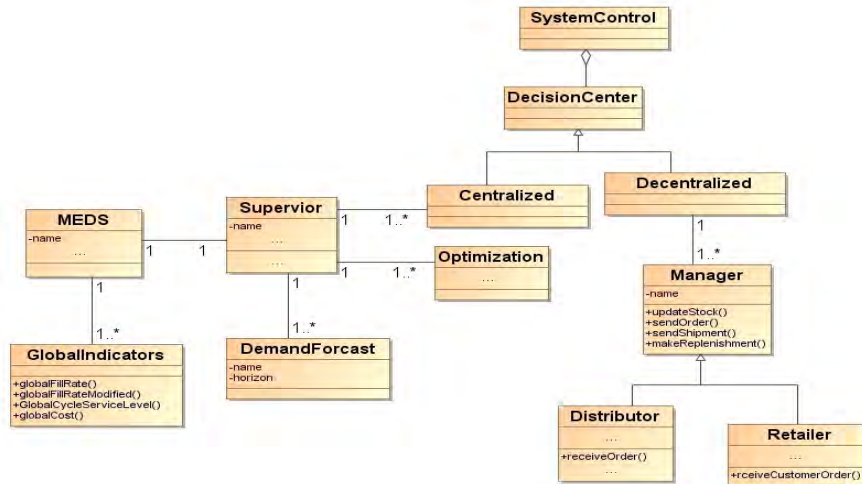 SystemControl
DecisionCenter
Centralized
Decentralized
MEDS
-name
...
Supervior
-name
...
...
1
1
1
1..*
1
1..*
Optimization
...
1
1..*
Manager
-name
+updateStock()
+sendOrder()
+sendShipment()
+makeReplenishment()
1
1..*
GlobalIndicators
+globalFillRate()
+globalFillRateModified()
+GlobalCycleServiceLevel()
+globalCost()
1
1..*
DemandForcast
-name
-horizon
Distributor
...
+receiveOrder()
...
Retailer
...
+rceiveCustomerOrder()